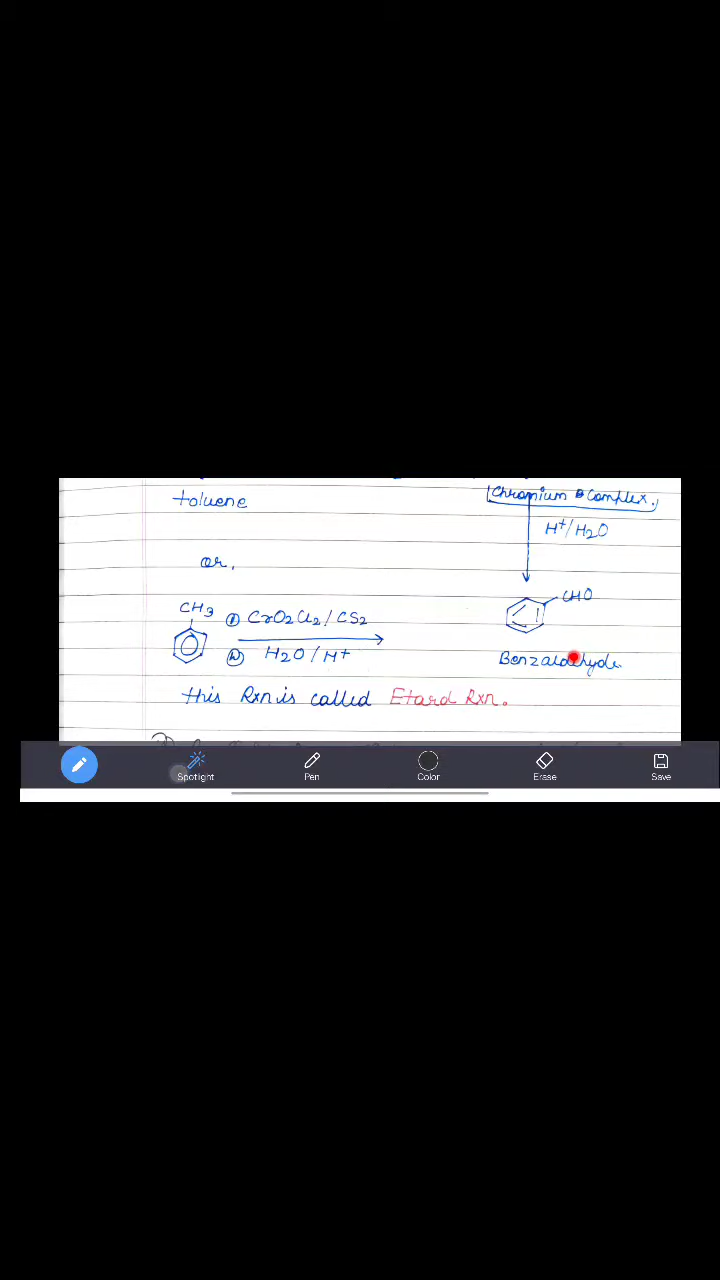 toluene
Chromium Complex.
H+/H2O
or,
CH3
① CrO2Cl2/CS2
H2O/H+
CHO
Benzaldehyde
this Rxn is called Etard Rxn.
Spotlight
Pen
Color
Erase
Save